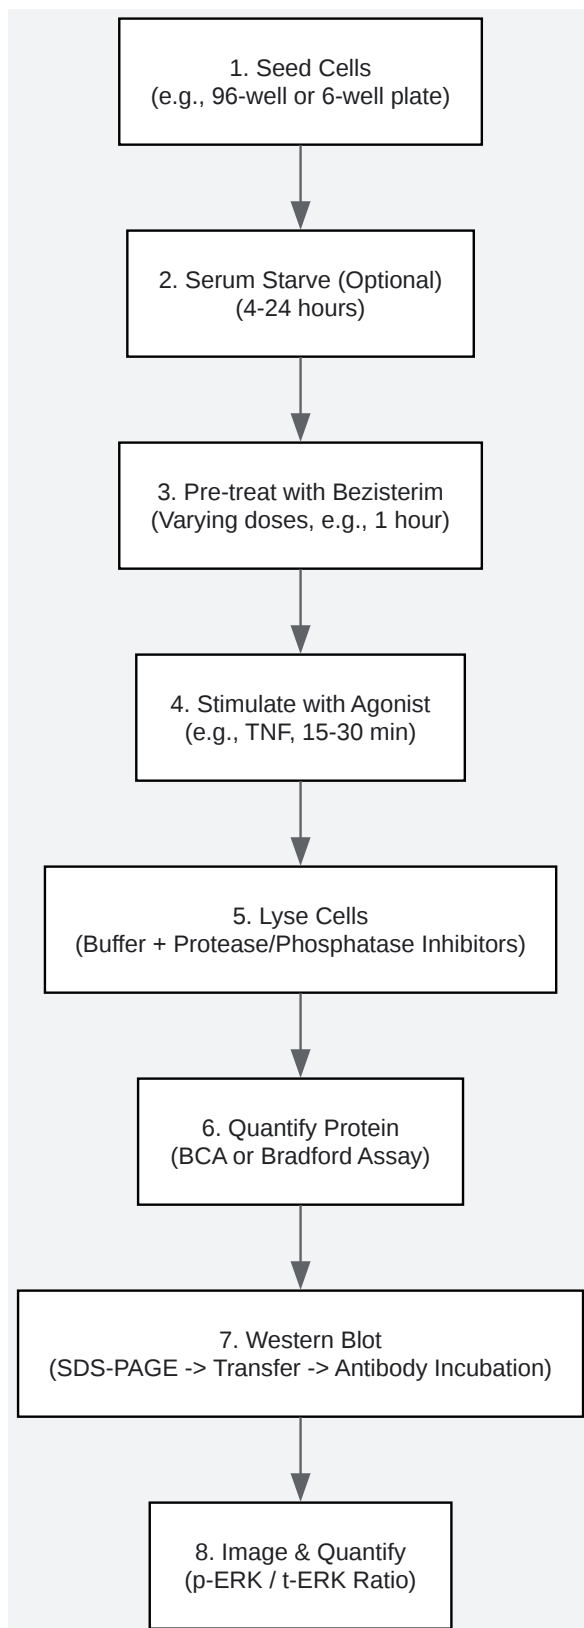 1. Seed Cells
(e.g., 96-well or 6-well plate)
2. Serum Starve (Optional)
(4-24 hours)
3. Pre-treat with Bezisterim
(Varying doses, e.g., 1 hour)
4. Stimulate with Agonist
(e.g., TNF, 15-30 min)
5. Lyse Cells
(Buffer + Protease/Phosphatase Inhibitors)
6. Quantify Protein
(BCA or Bradford Assay)
7. Western Blot
(SDS-PAGE -> Transfer -> Antibody Incubation)
8. Image & Quantify
(p-ERK / t-ERK Ratio)